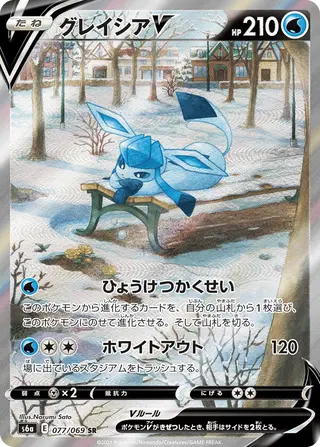 たね
グレイシアV
HP210
ひょうけつかくせい
このポケモンから進化するカードを、自分の山札から1枚選び、
このポケモンにのせて進化させる。そして山札を切る。
ホワイトアウト 120
場に出ているスタジアムをトラッシュする。
弱点 ×2 抵抗力 にげる
Vルール
Illus.Narumi Sato
ポケモンVがきぜつしたとき、相手はサイドを2枚とる。
s6a E 077/069 SR